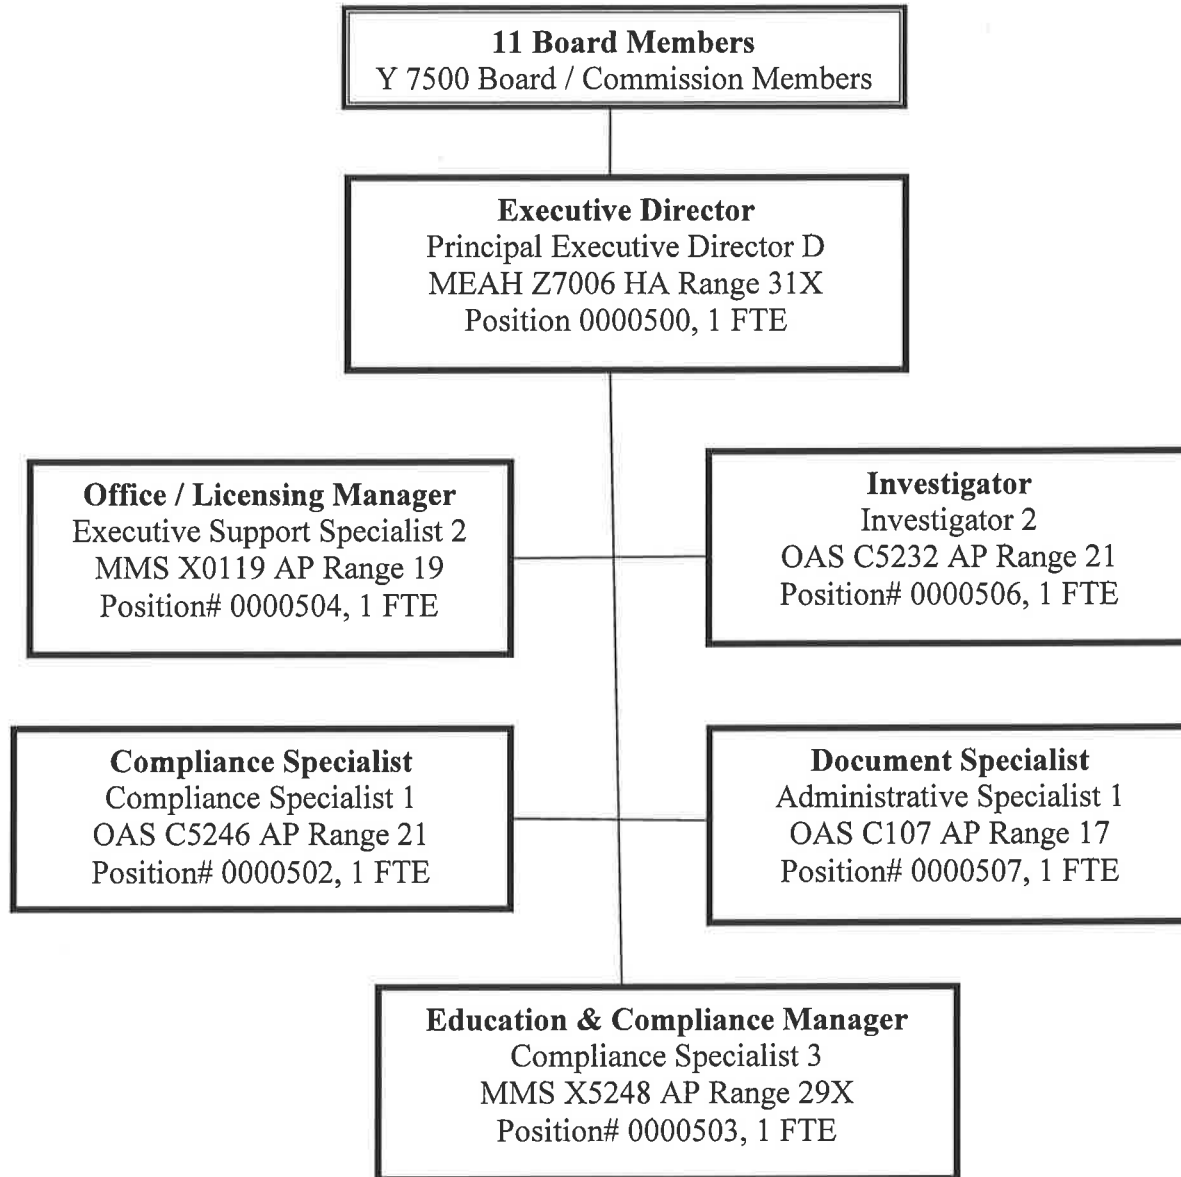 11 Board Members
Y 7500 Board / Commission Members
Executive Director
Principal Executive Director D
MEAH Z7006 HA Range 31X
Position 0000500, 1 FTE
Office / Licensing Manager
Executive Support Specialist 2
MMS X0119 AP Range 19
Position# 0000504, 1 FTE
Investigator
Investigator 2
OAS C5232 AP Range 21
Position# 0000506, 1 FTE
Compliance Specialist
Compliance Specialist 1
OAS C5246 AP Range 21
Position# 0000502, 1 FTE
Document Specialist
Administrative Specialist 1
OAS C107 AP Range 17
Position# 0000507, 1 FTE
Education & Compliance Manager
Compliance Specialist 3
MMS X5248 AP Range 29X
Position# 0000503, 1 FTE